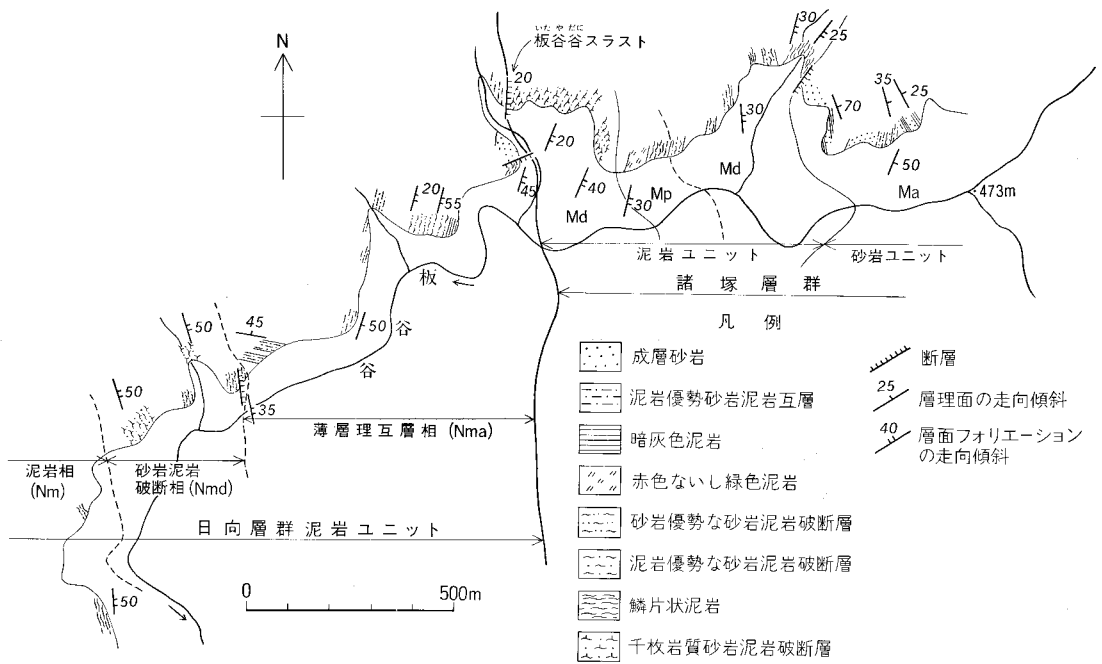 N
いたやだに
板谷谷スラスト
20
30
25
35
25
70
30
50
20
40
45
30
20
55
Md
Mp
Md
Ma
473m
泥岩ユニット
砂岩ユニット
諸塚層群
板
谷
谷
50
50
45
50
35
50
薄層理互層相(Nma)
泥岩相
(Nm)
砂岩泥岩
破断相(Nmd)
日向層群泥岩ユニット
0
500m
凡例
成層砂岩
泥岩優勢砂岩泥岩互層
暗灰色泥岩
赤色ないし緑色泥岩
砂岩優勢な砂岩泥岩破断層
泥岩優勢な砂岩泥岩破断層
鱗片状泥岩
千枚岩質砂岩泥岩破断層
断層
25
層理面の走向傾斜
40
層面フォリエーション
の走向傾斜